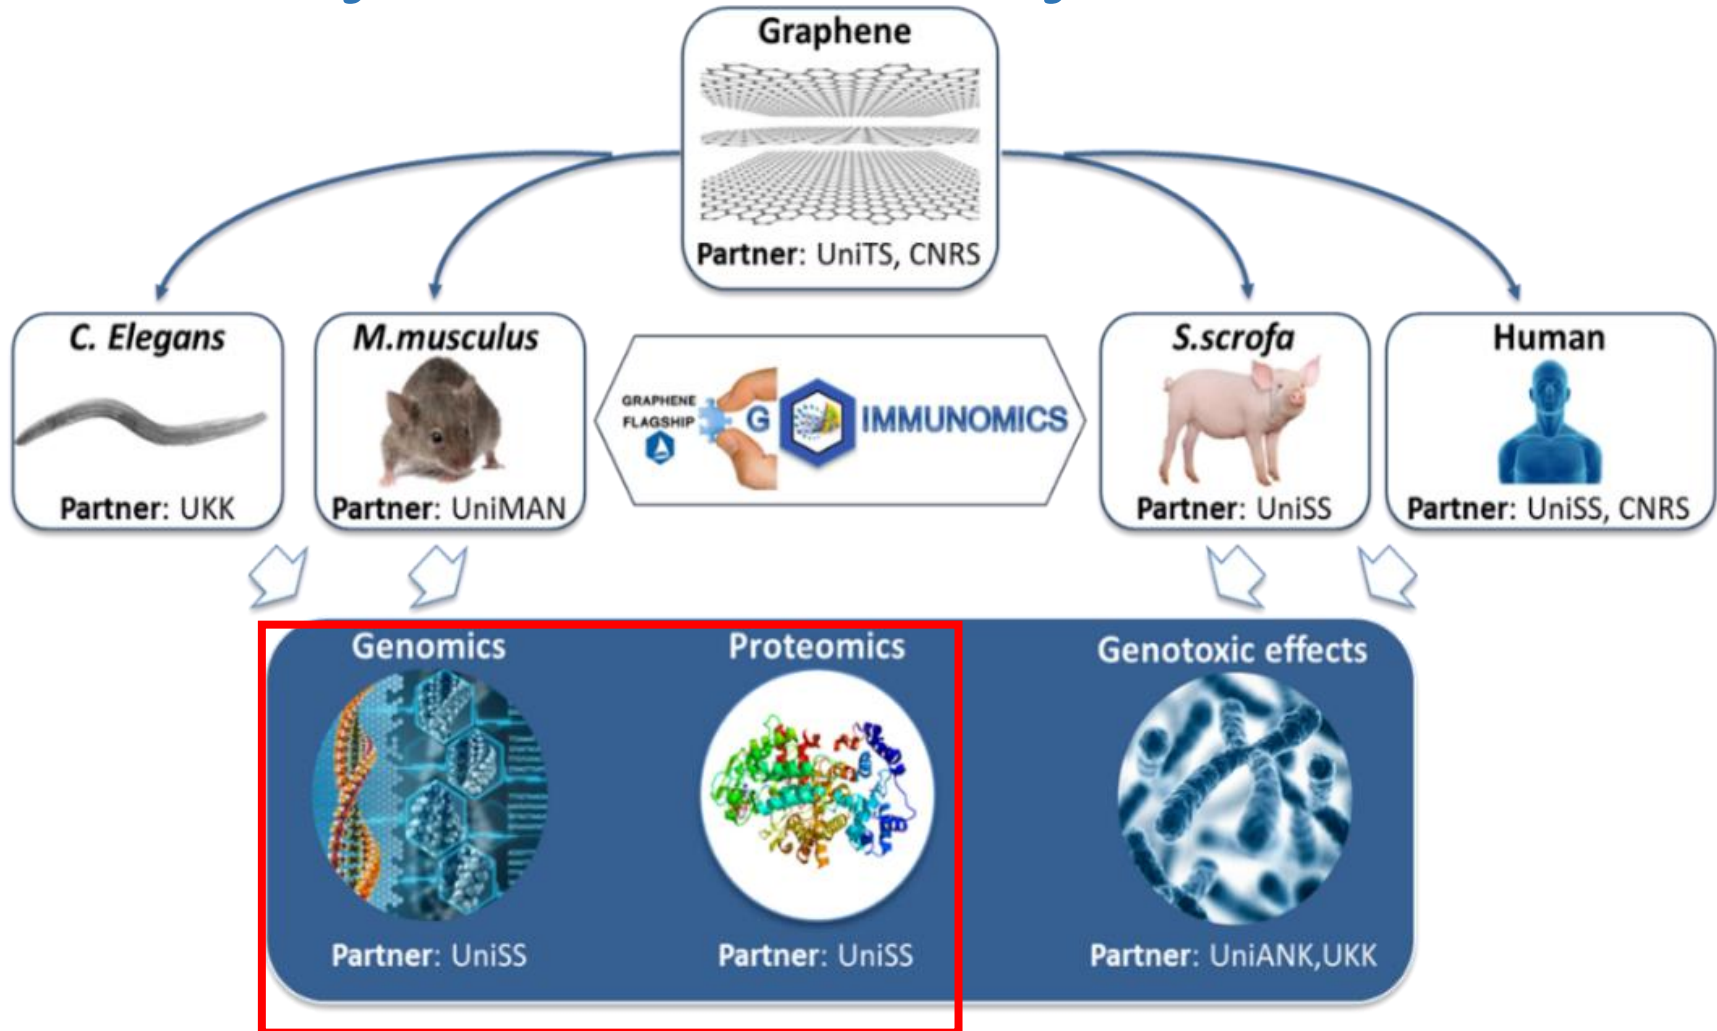 Graphene
Partner: UniTS, CNRS
C. Elegans
Partner: UKK
M.musculus
Partner: UniMAN
GRAPHENE
FLAGSHIP
G IMMUNOMICS
S.scrofa
Partner: UniSS
Human
Partner: UniSS, CNRS
Genomics
Partner: UniSS
Proteomics
Partner: UniSS
Genotoxic effects
Partner: UniANK,UKK